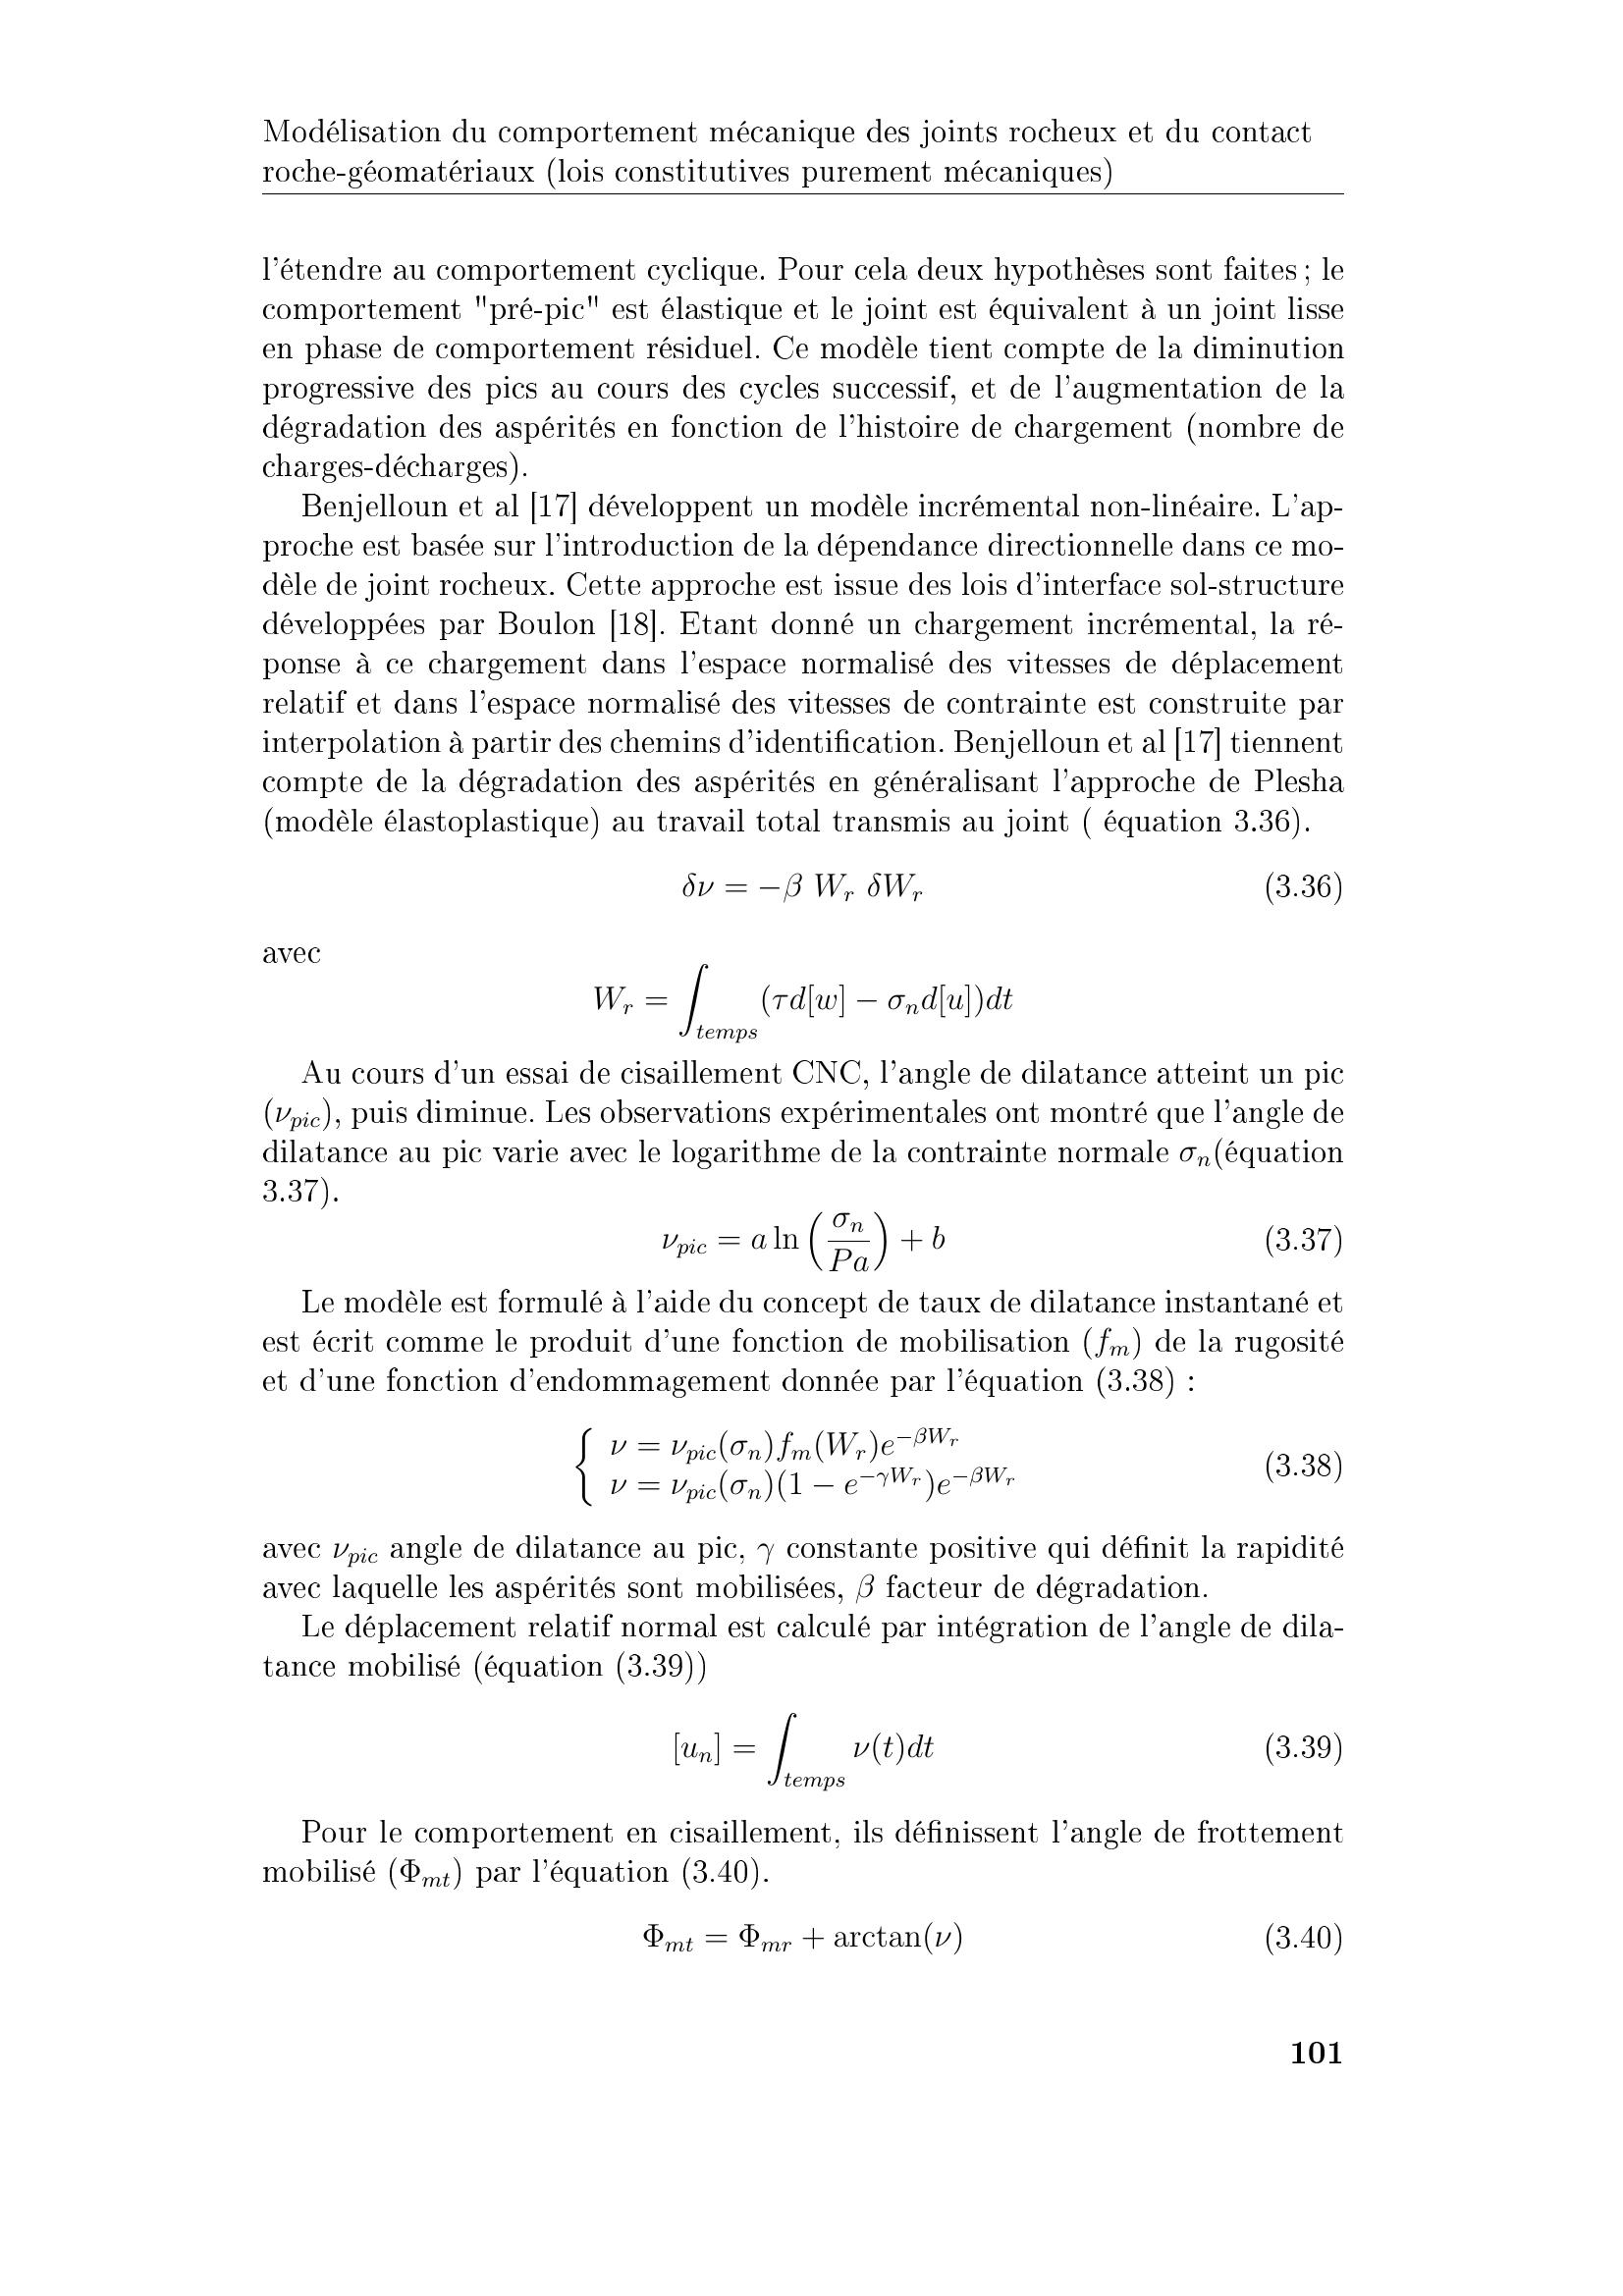 Modélisation du comportement mécanique des joints rocheux et du contact
roche-géomatériaux (lois constitutives purement mécaniques)
l'étendre au comportement cyclique. Pour cela deux hypothèses sont faites ; le
comportement "pré-pic" est élastique et le joint est équivalent à un joint lisse
en phase de comportement résiduel. Ce modèle tient compte de la diminution
progressive des pics au cours des cycles successif, et de l'augmentation de la
dégradation des aspérités en fonction de l'histoire de chargement (nombre de
charges-décharges).
Benjelloun et al [17] développent un modèle incrémental non-linéaire. L'ap-
proche est basée sur l'introduction de la dépendance directionnelle dans ce mo-
dèle de joint rocheux. Cette approche est issue des lois d'interface sol-structure
développées par Boulon [18]. Etant donné un chargement incrémental, la ré-
ponse à ce chargement dans l'espace normalisé des vitesses de déplacement
relatif et dans l'espace normalisé des vitesses de contrainte est construite par
interpolation à partir des chemins d'identification. Benjelloun et al [17] tiennent
compte de la dégradation des aspérités en généralisant l'approche de Plesha
(modèle élastoplastique) au travail total transmis au joint ( équation 3.36).
$\delta\nu = -\beta \ W_r \ \delta W_r$ (3.36)
avec
$W_r = \int_{temps} (\tau d[w] - \sigma_n d[u])dt$
Au cours d'un essai de cisaillement CNC, l'angle de dilatance atteint un pic
($\nu_{pic}$), puis diminue. Les observations expérimentales ont montré que l'angle de
dilatance au pic varie avec le logarithme de la contrainte normale $\sigma_n$(équation
3.37).
$\nu_{pic} = a \ln \left( \frac{\sigma_n}{Pa} \right) + b$ (3.37)
Le modèle est formulé à l'aide du concept de taux de dilatance instantané et
est écrit comme le produit d'une fonction de mobilisation ($f_m$) de la rugosité
et d'une fonction d'endommagement donnée par l'équation (3.38) :
$\nu = \nu_{pic}(\sigma_n) f_m(W_r) e^{-\beta W_r}$
$\nu = \nu_{pic}(\sigma_n)(1 - e^{-\gamma W_r}) e^{-\beta W_r}$ (3.38)
avec $\nu_{pic}$ angle de dilatance au pic, $\gamma$ constante positive qui définit la rapidité
avec laquelle les aspérités sont mobilisées, $\beta$ facteur de dégradation.
Le déplacement relatif normal est calculé par intégration de l'angle de dila-
tance mobilisé (équation (3.39))
$[u_n] = \int_{temps} \nu(t)dt$ (3.39)
Pour le comportement en cisaillement, ils définissent l'angle de frottement
mobilisé ($\Phi_{mt}$) par l'équation (3.40).
$\Phi_{mt} = \Phi_{mr} + \arctan(\nu)$ (3.40)
101